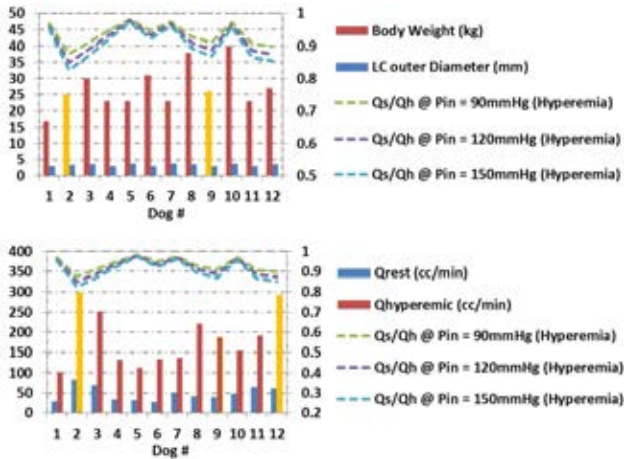 50
45
40
35
30
25
20
15
10
5
0
1
0.9
0.8
0.7
0.6
0.5
1 2 3 4 5 6 7 8 9 10 11 12
Dog #
Body Weight (kg)
LC outer Diameter (mm)
Qs/Qh @ Pin = 90mmHg (Hyperemia)
Qs/Qh @ Pin = 120mmHg (Hyperemia)
Qs/Qh @ Pin = 150mmHg (Hyperemia)
400
350
300
250
200
150
100
50
0
1
0.9
0.8
0.7
0.6
0.5
0.4
0.3
0.2
1 2 3 4 5 6 7 8 9 10 11 12
Dog #
Qrest (cc/min)
Qhyperemic (cc/min)
Qs/Qh @ Pin = 90mmHg (Hyperemia)
Qs/Qh @ Pin = 120mmHg (Hyperemia)
Qs/Qh @ Pin = 150mmHg (Hyperemia)